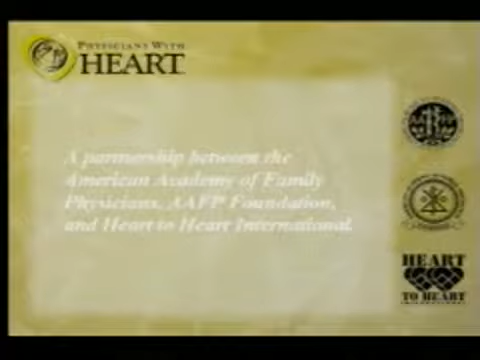 PHYSICIANS WITH
HEART
A partnership between the
American Academy of Family
Physicians, AAFP Foundation,
and Heart to Heart International.
HEART
TO HEART